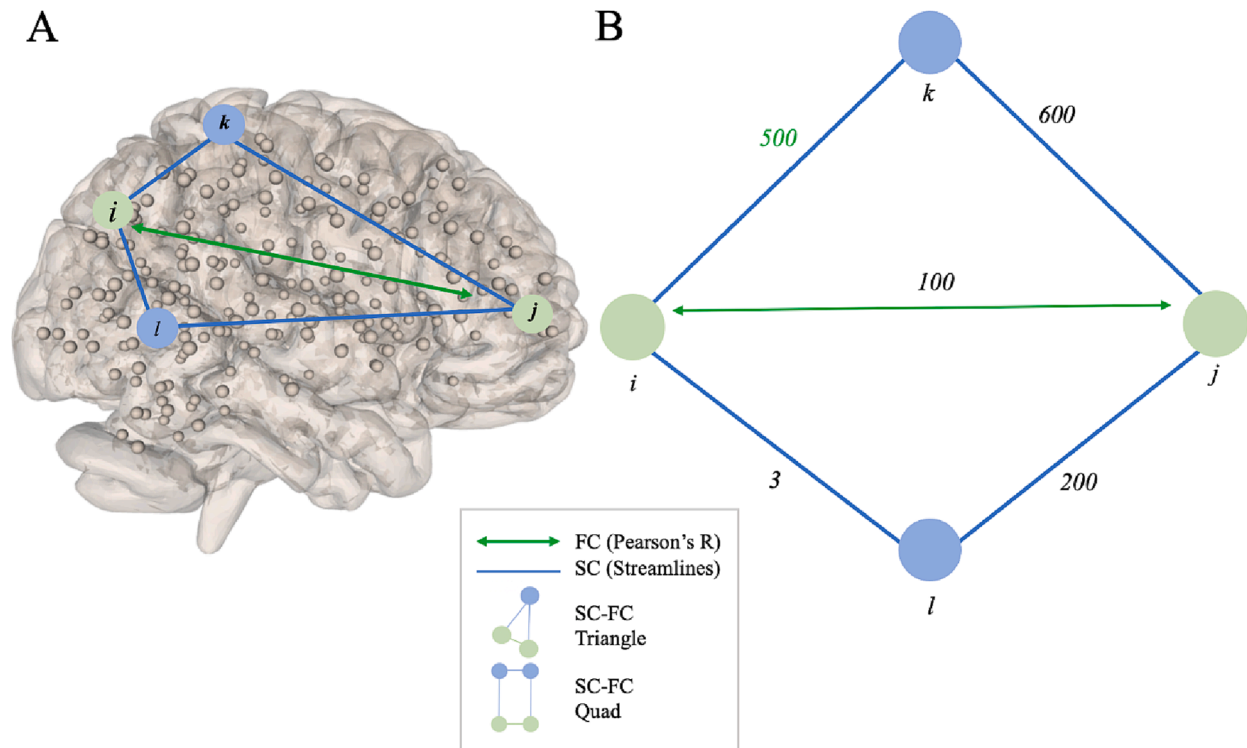 A
k
i
j
l
B
k
500
600
100
i
j
3
200
l
FC (Pearson's R)
SC (Streamlines)
SC-FC
Triangle
SC-FC
Quad